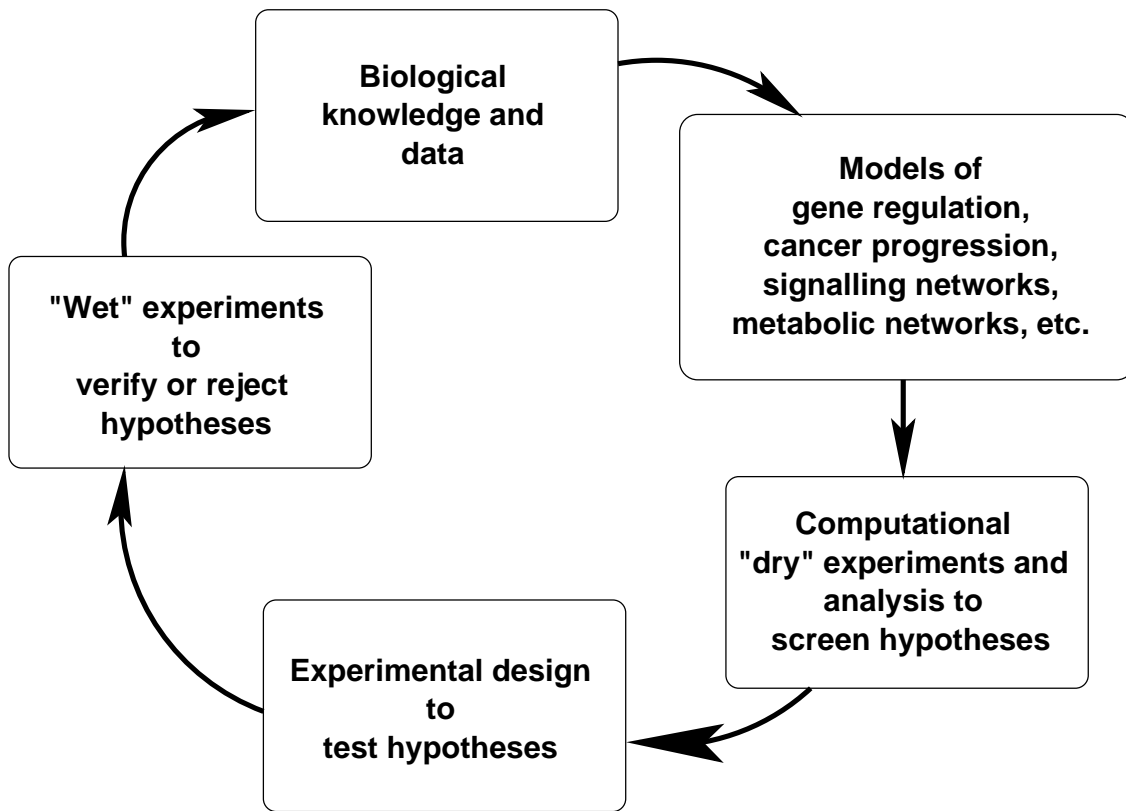 Biological
knowledge and
data
Models of
gene regulation,
cancer progression,
signalling networks,
metabolic networks, etc.
Computational
"dry" experiments and
analysis to
screen hypotheses
Experimental design
to
test hypotheses
"Wet" experiments
to
verify or reject
hypotheses